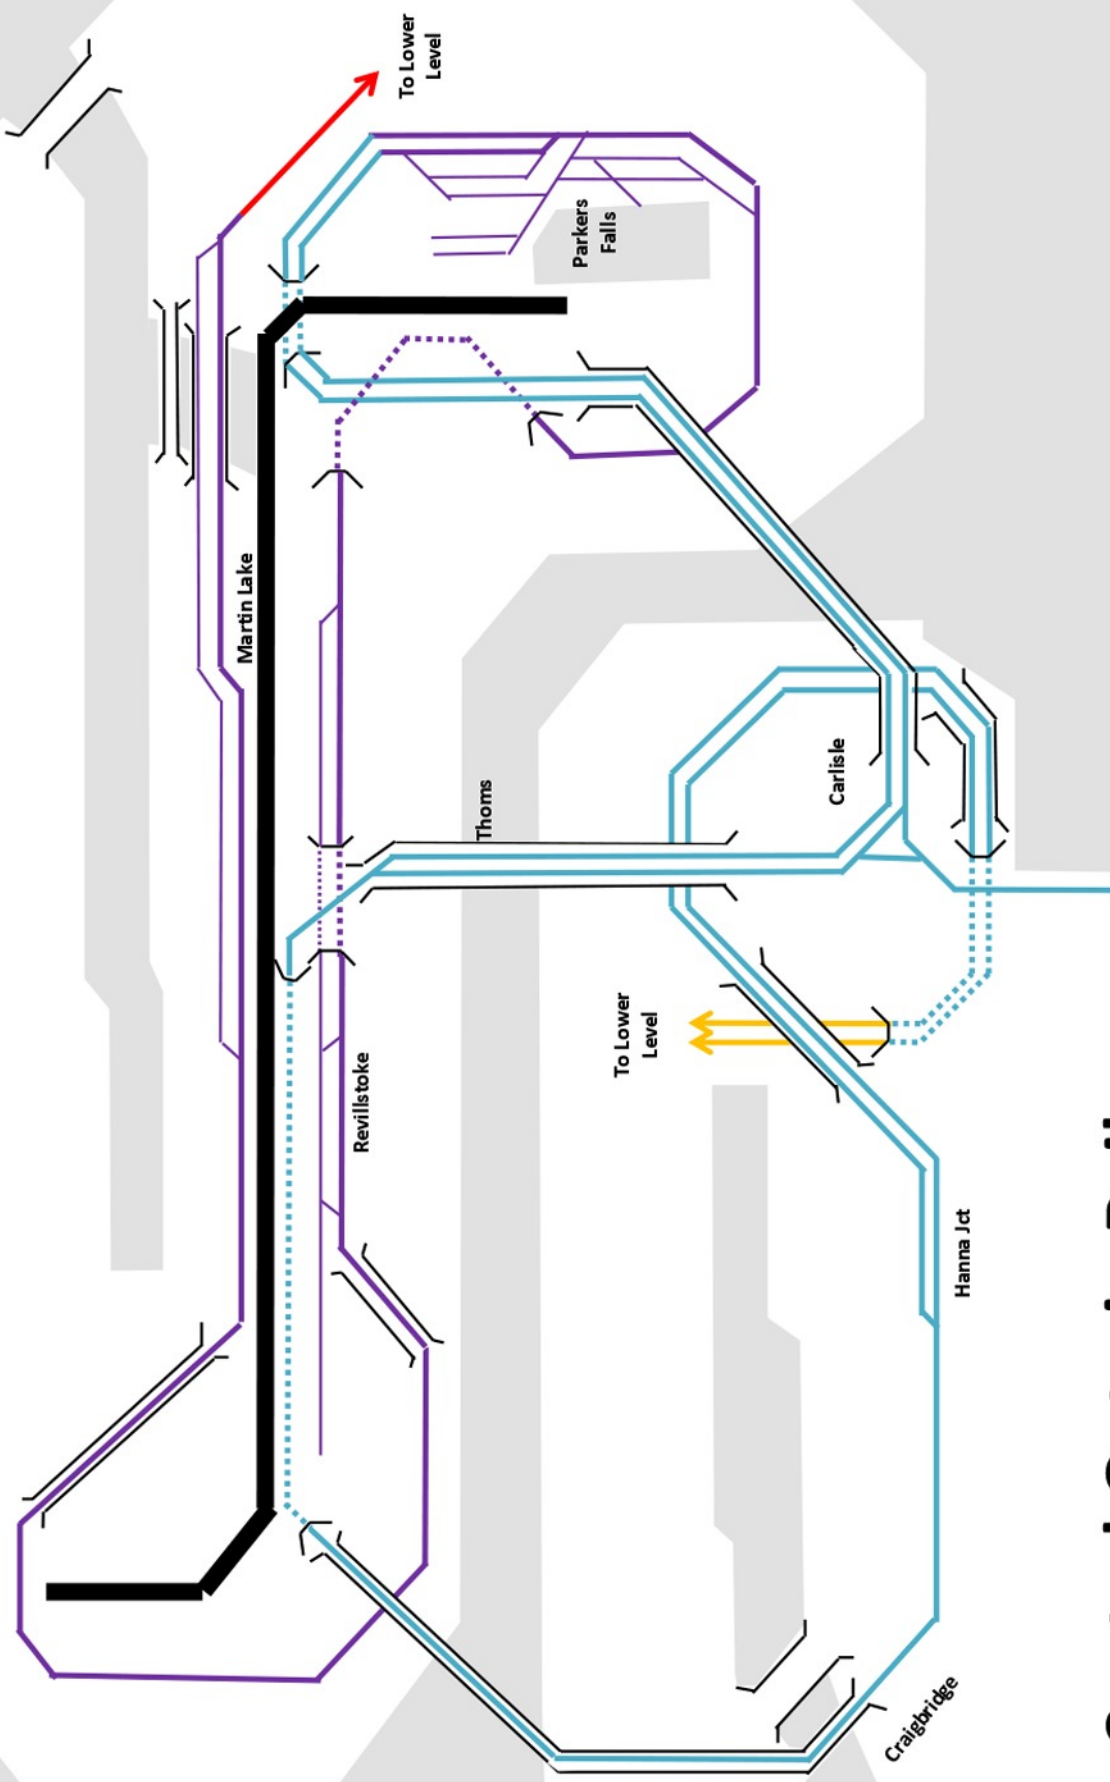 To Lower
Level
Parkers
Falls
Martin Lake
Thoms
Carlisle
To Lower
Level
Revillstoke
Hanna Jct
Craigbridge